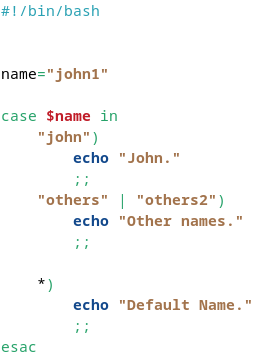 #!/bin/bash
name="john1"
case $name in
    "john")
        echo "John."
        ;;
    "others" | "others2")
        echo "Other names."
        ;;
    *)
        echo "Default Name."
        ;;
esac